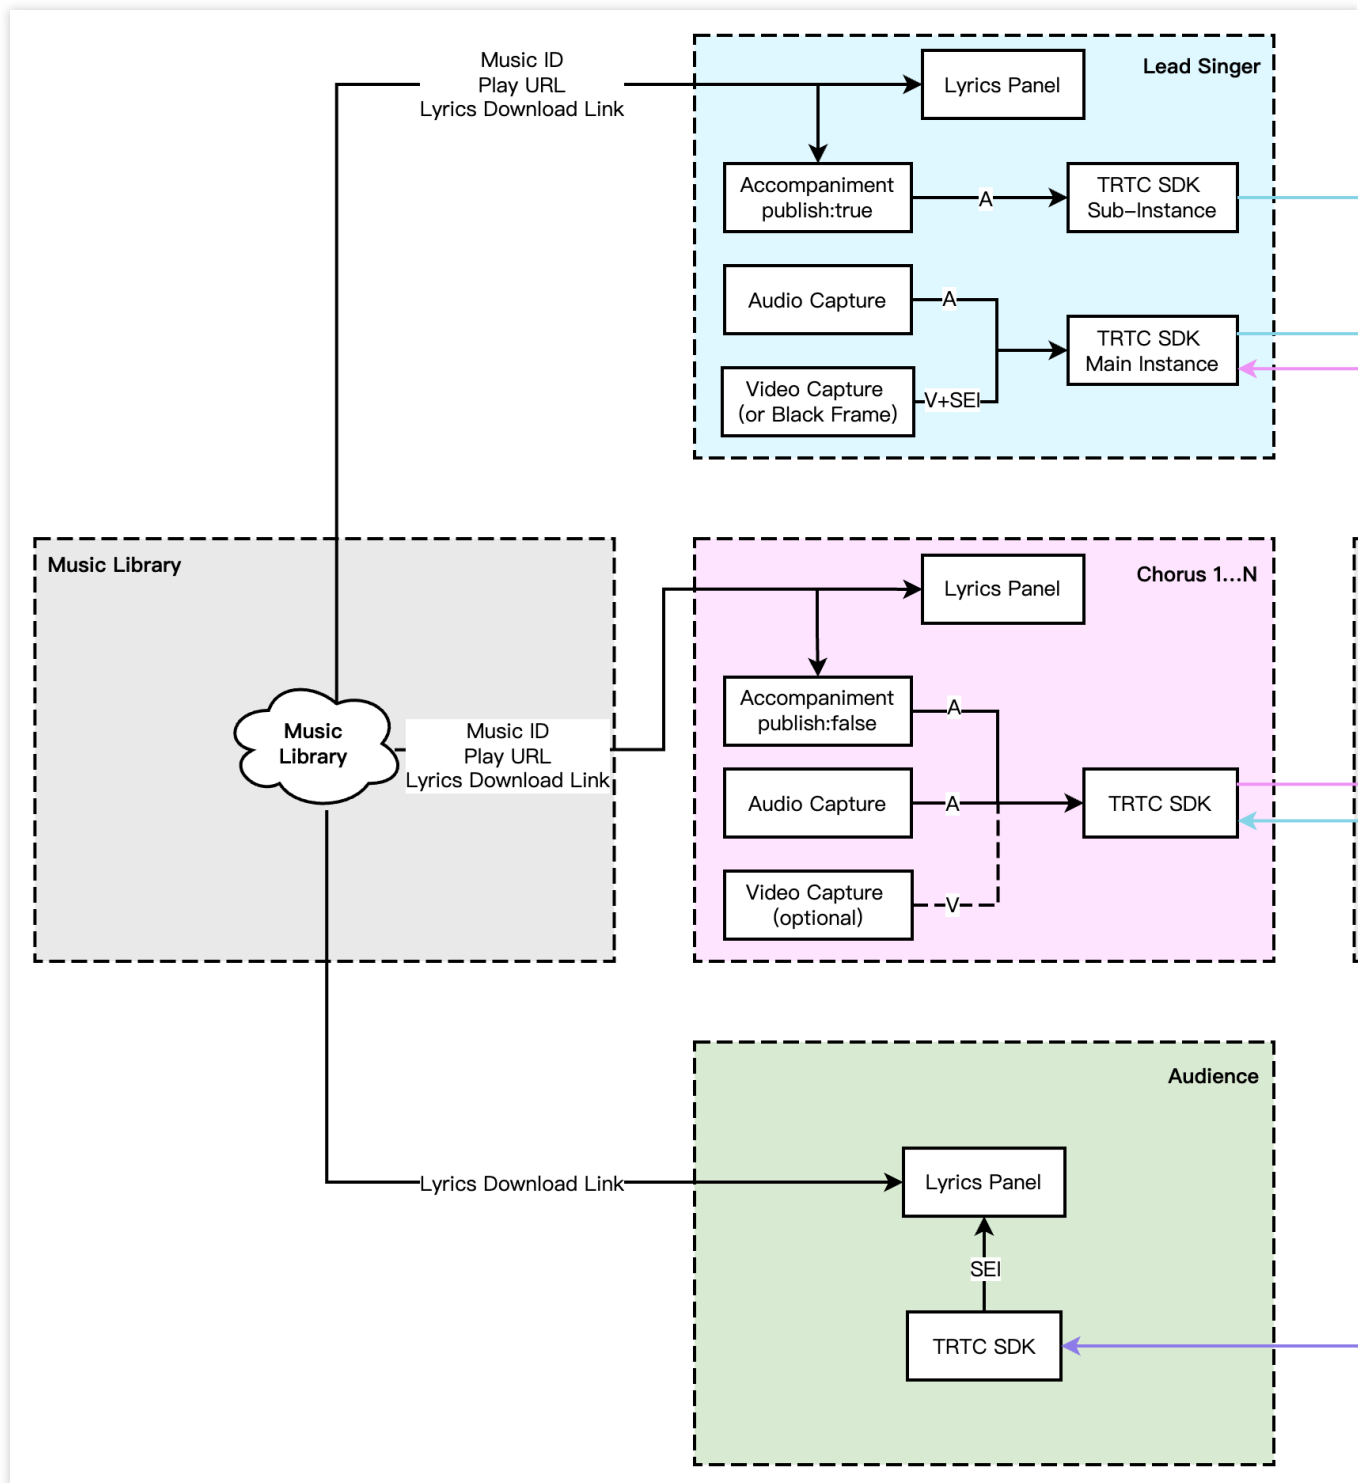 Music ID
Play URL
Lyrics Download Link
Lead Singer
Lyrics Panel
Accompaniment
publish:true
A
TRTC SDK
Sub-Instance
Audio Capture
A
TRTC SDK
Main Instance
Video Capture
(or Black Frame)
V+SEI
Music Library
Music
Library
Music ID
Play URL
Lyrics Download Link
Chorus 1...N
Lyrics Panel
Accompaniment
publish:false
A
Audio Capture
A
TRTC SDK
Video Capture
(optional)
V
Audience
Lyrics Download Link
Lyrics Panel
SEI
TRTC SDK